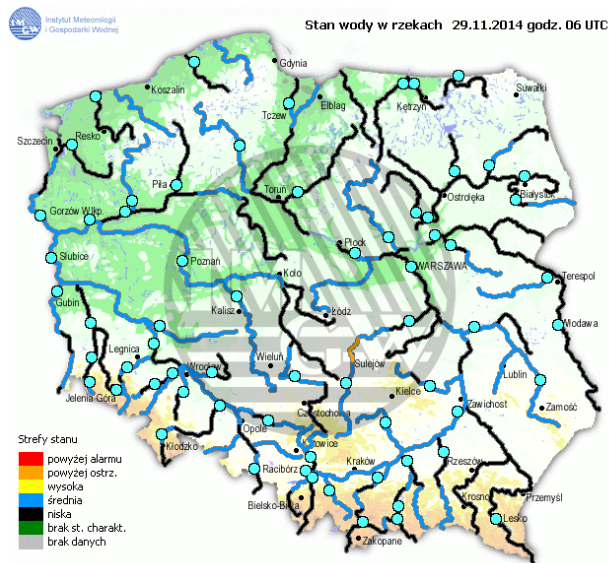 Instytut Meteorologii
i Gospodarki Wodnej
IM
GW
Stan wody w rzekach 29.11.2014 godz. 06 UTC
Gdynia
Koszalin
Elbląg
Suwałki
Kętrzyn
Tczew
Resko
Szczecin
Piła
Toruń
Ostrołęka
Białystok
Gorzów Wlkp.
Płock
Słubice
Poznań
Koło
WARSZAWA
Terespol
Gubin
Kalisz
Łódź
Włodawa
Legnica
Wieluń
Sulejów
Wrocław
Lublin
Jelenia Góra
Kielce
Zawichost
Zamość
Częstochowa
Opole
Kłodzko
Katowice
Racibórz
Kraków
Rzeszów
Bielsko-Biała
Krosno
Przemyśl
Lesko
Zakopane
Strefy stanu
powyżej alarmu
powyżej ostrz.
wysoka
średnia
niska
brak st. charakt.
brak danych